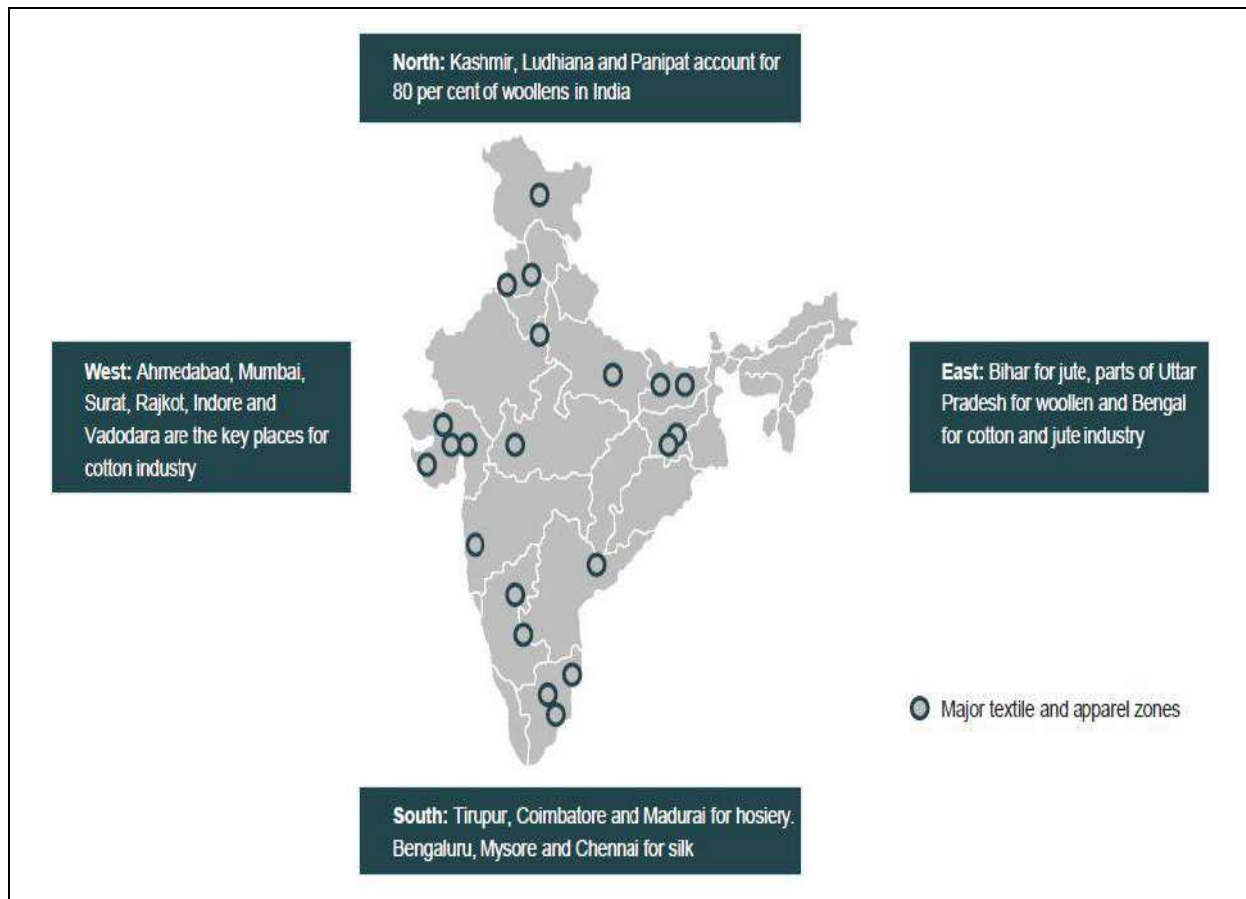 North: Kashmir, Ludhiana and Panipat account for
80 per cent of woollens in India
West: Ahmedabad, Mumbai,
Surat, Rajkot, Indore and
Vadodara are the key places for
cotton industry
East: Bihar for jute, parts of Uttar
Pradesh for woollen and Bengal
for cotton and jute industry
Major textile and apparel zones
South: Tirupur, Coimbatore and Madurai for hosiery.
Bengaluru, Mysore and Chennai for silk